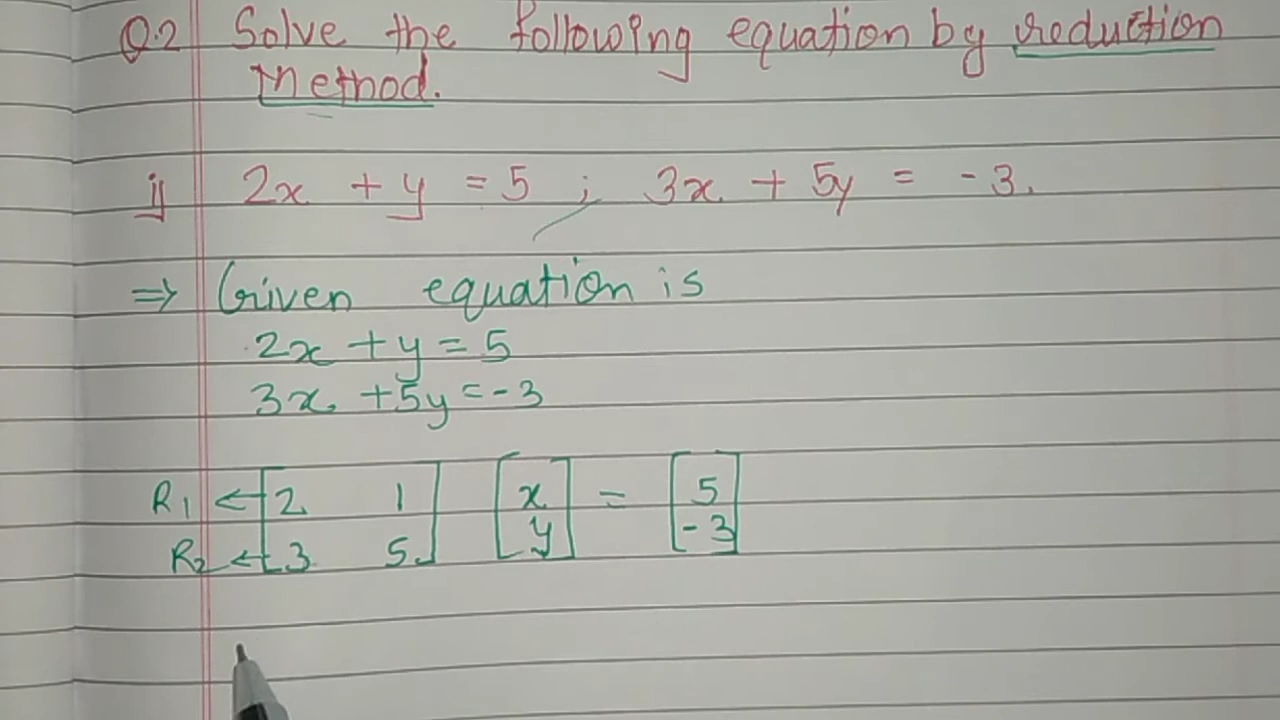 Q.2 Solve the following equation by reduction
Method.
i) 2x + y = 5 ; 3x + 5y = -3.
⇒ Given equation is
2x + y = 5
3x + 5y = -3
R1 ← [2 1] [x] = [5]
R2 ← [3 5] [y] [-3]